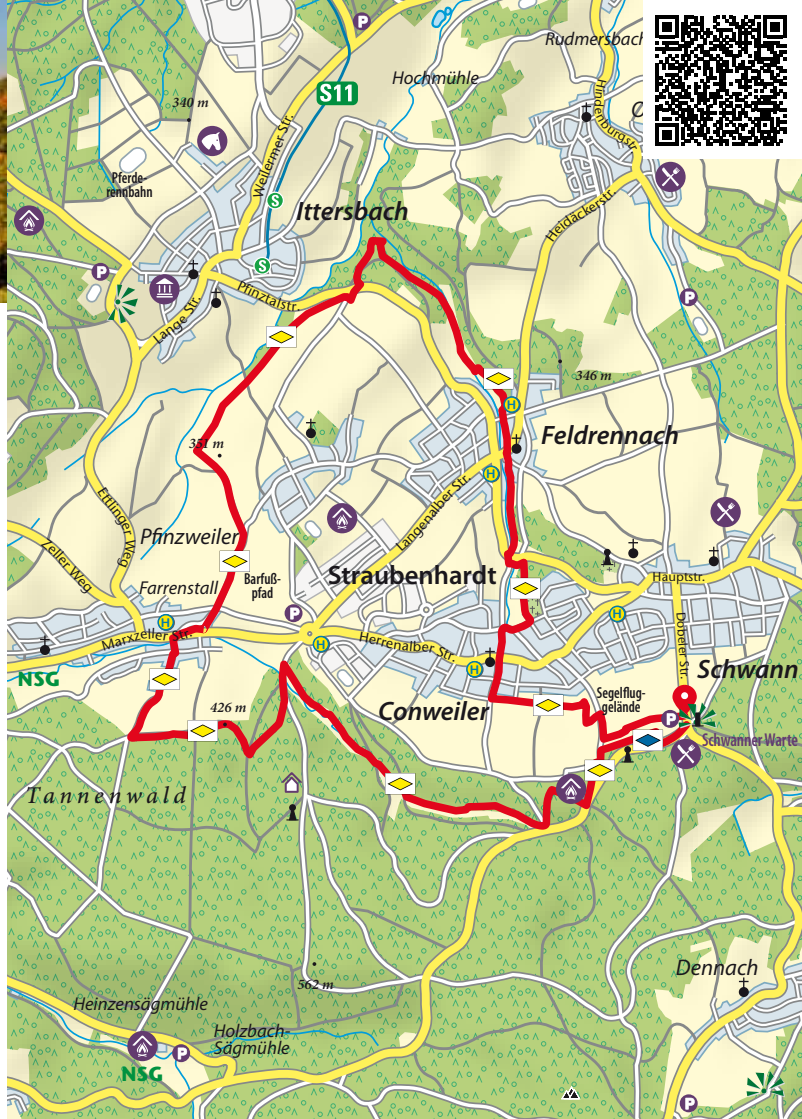 P
Rudmersbach
Hochmühle
S11
340 m
Weilermer Str.
Hindenburgstr.
Pferde-
rennbahn
S
Ittersbach
Heidäckerstr.
P
S
Pfinztalstr.
P
Lange Str.
346 m
H
Feldrennach
351 m
H
Langenalber Str.
Ettlinger Weg
Pfinzweiler
Zeller Weg
Straubenhardt
Hauptstr.
Farrenstall
Barfuß-
pfad
P
H
H
Marxzeller Str.
H
Herrenalber Str.
H
Dobeler Str.
NSG
Schwann
Segelflug-
gelände
426 m
Conweiler
P
Schwanner Warte
Tannenwald
562 m
Dennach
Heinzensägmühle
Holzbach-
Sägmühle
P
NSG
P